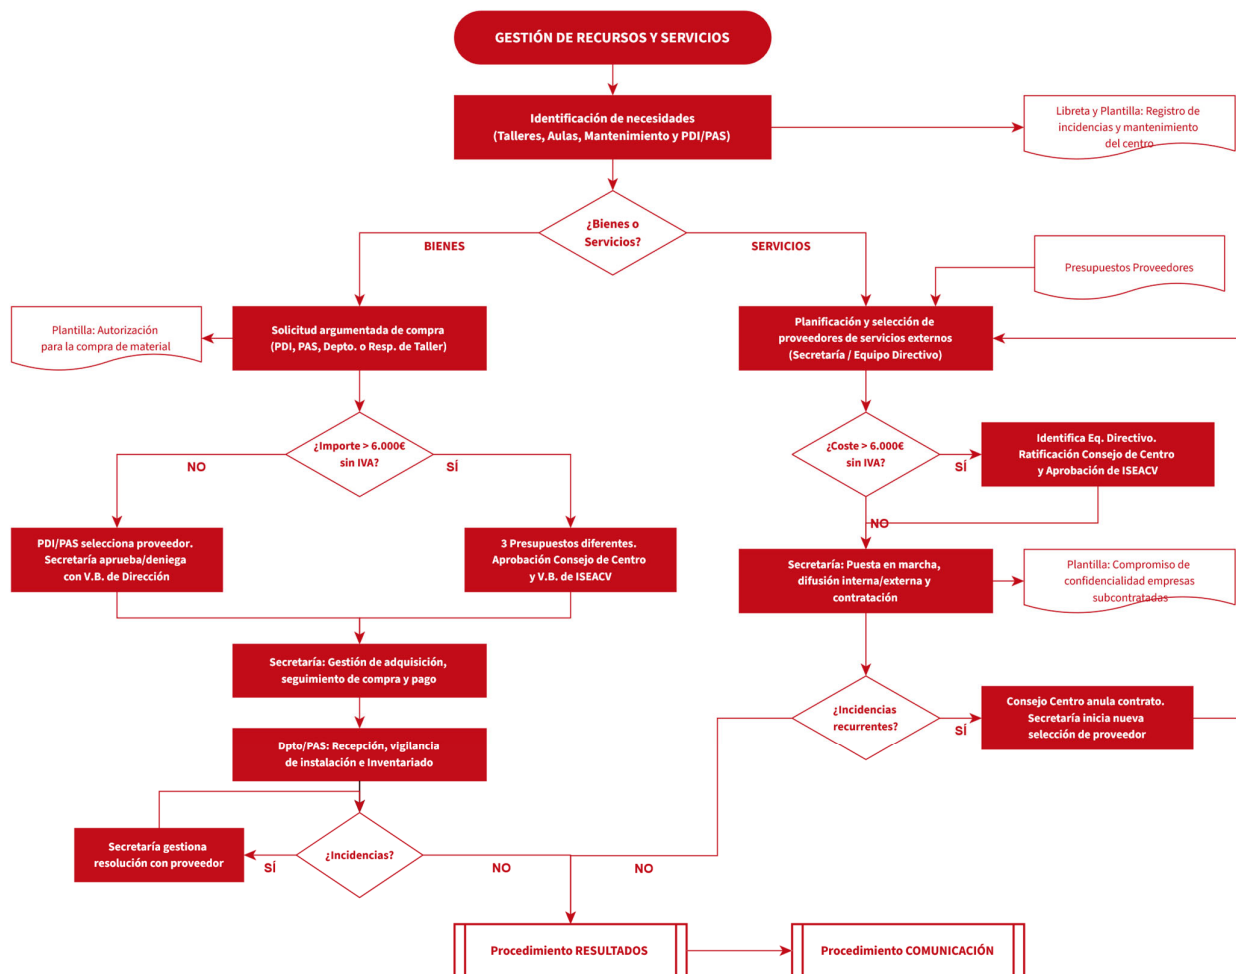 GESTIÓN DE RECURSOS Y SERVICIOS
Identificación de necesidades
(Talleres, Aulas, Mantenimiento y PDI/PAS)
Libreta y Plantilla: Registro de
incidencias y mantenimiento
del centro
¿Bienes o
Servicios?
BIENES
SERVICIOS
Presupuestos Proveedores
Plantilla: Autorización
para la compra de material
Solicitud argumentada de compra
(PDI, PAS, Depto. o Resp. de Taller)
Planificación y selección de
proveedores de servicios externos
(Secretaría / Equipo Directivo)
¿Importe > 6.000€
sin IVA?
NO
SÍ
¿Coste > 6.000€
sin IVA?
SÍ
Identifica Eq. Directivo.
Ratificación Consejo de Centro
y Aprobación de ISEACV
NO
PDI/PAS selecciona proveedor.
Secretaría aprueba/deniega
con V.B. de Dirección
3 Presupuestos diferentes.
Aprobación Consejo de Centro
y V.B. de ISEACV
Secretaría: Puesta en marcha,
difusión interna/externa y
contratación
Plantilla: Compromiso de
confidencialidad empresas
subcontratadas
Secretaría: Gestión de adquisición,
seguimiento de compra y pago
¿Incidencias
recurrentes?
SÍ
Consejo Centro anula contrato.
Secretaría inicia nueva
selección de proveedor
Dpto/PAS: Recepción, vigilancia
de instalación e Inventariado
Secretaría gestiona
resolución con proveedor
SÍ
¿Incidencias?
NO
NO
Procedimiento RESULTADOS
Procedimiento COMUNICACIÓN